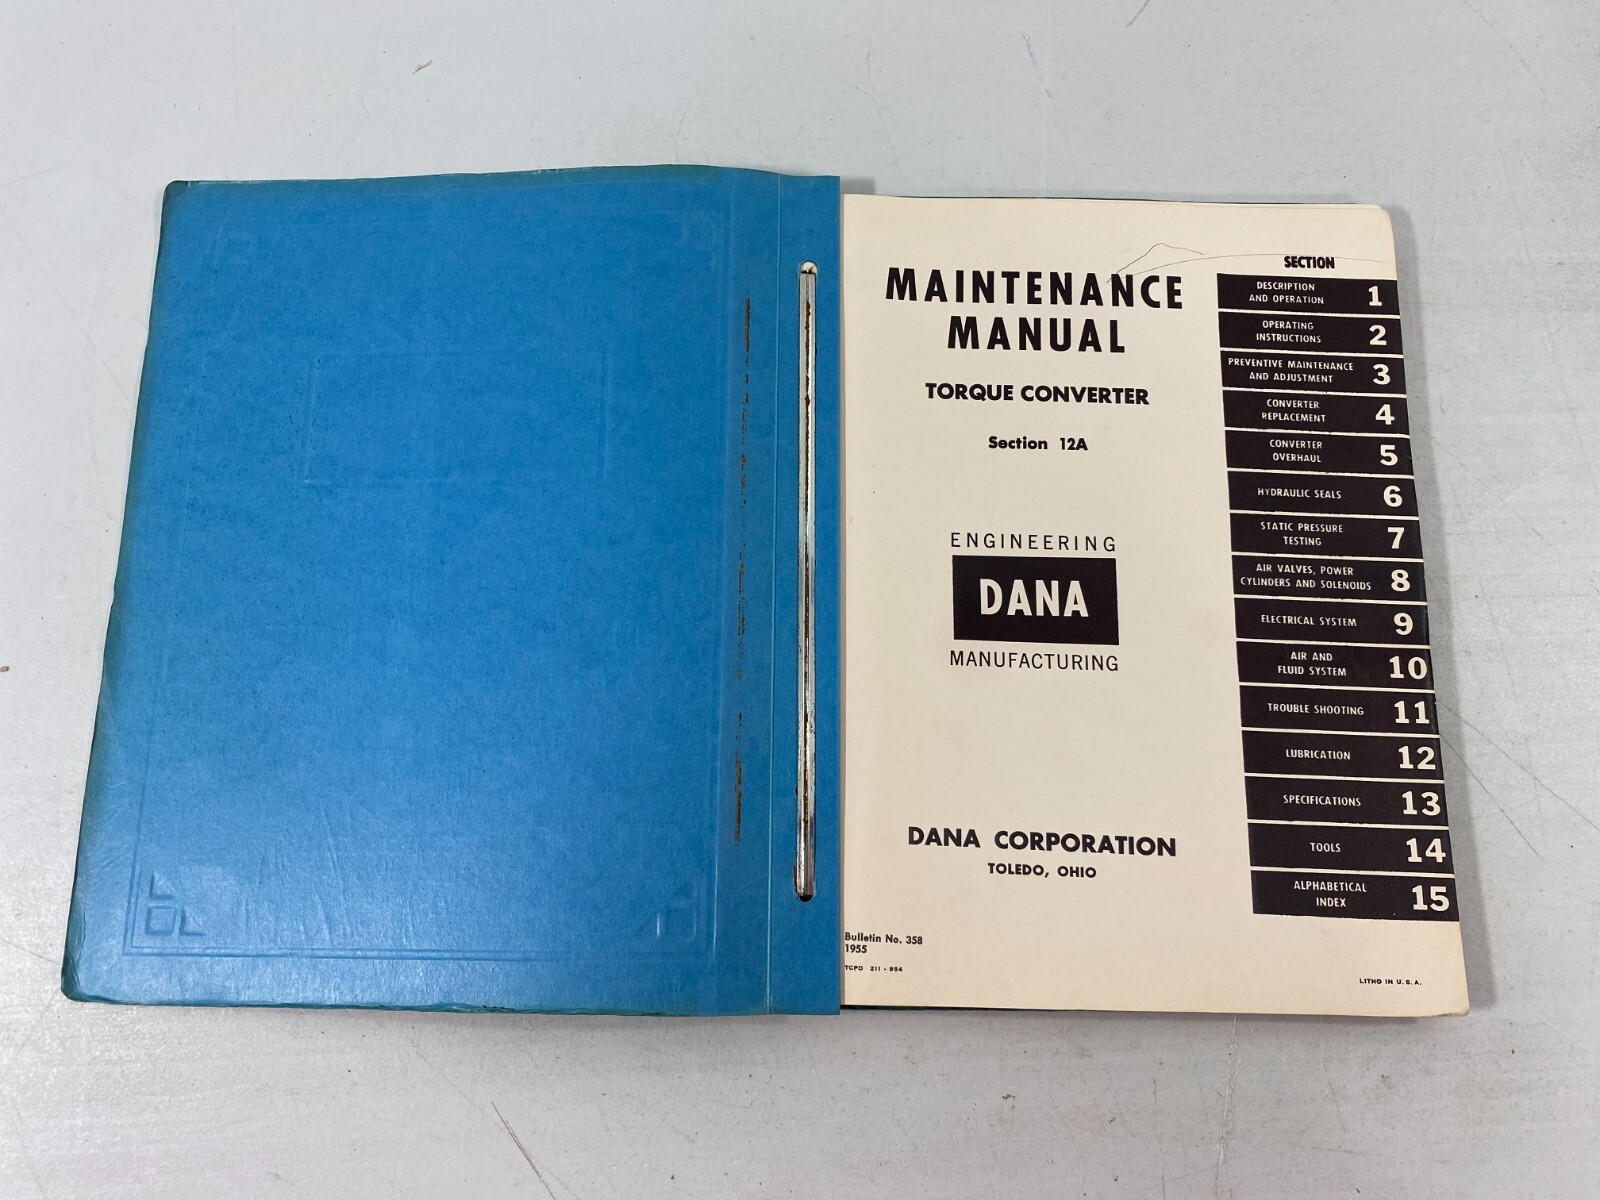 MAINTENANCE
MANUAL
TORQUE CONVERTER
Section 12A
ENGINEERING
DANA
MANUFACTURING
DANA CORPORATION
TOLEDO, OHIO
Bulletin No. 358
1955
TCPD 211 - 954
SECTION
DESCRIPTION
AND OPERATION 1
OPERATING
INSTRUCTIONS 2
PREVENTIVE MAINTENANCE
AND ADJUSTMENT 3
CONVERTER
REPLACEMENT 4
CONVERTER
OVERHAUL 5
HYDRAULIC SEALS 6
STATIC PRESSURE
TESTING 7
AIR VALVES, POWER
CYLINDERS AND SOLENOIDS 8
ELECTRICAL SYSTEM 9
AIR AND
FLUID SYSTEM 10
TROUBLE SHOOTING 11
LUBRICATION 12
SPECIFICATIONS 13
TOOLS 14
ALPHABETICAL
INDEX 15
LITHO IN U. S. A.